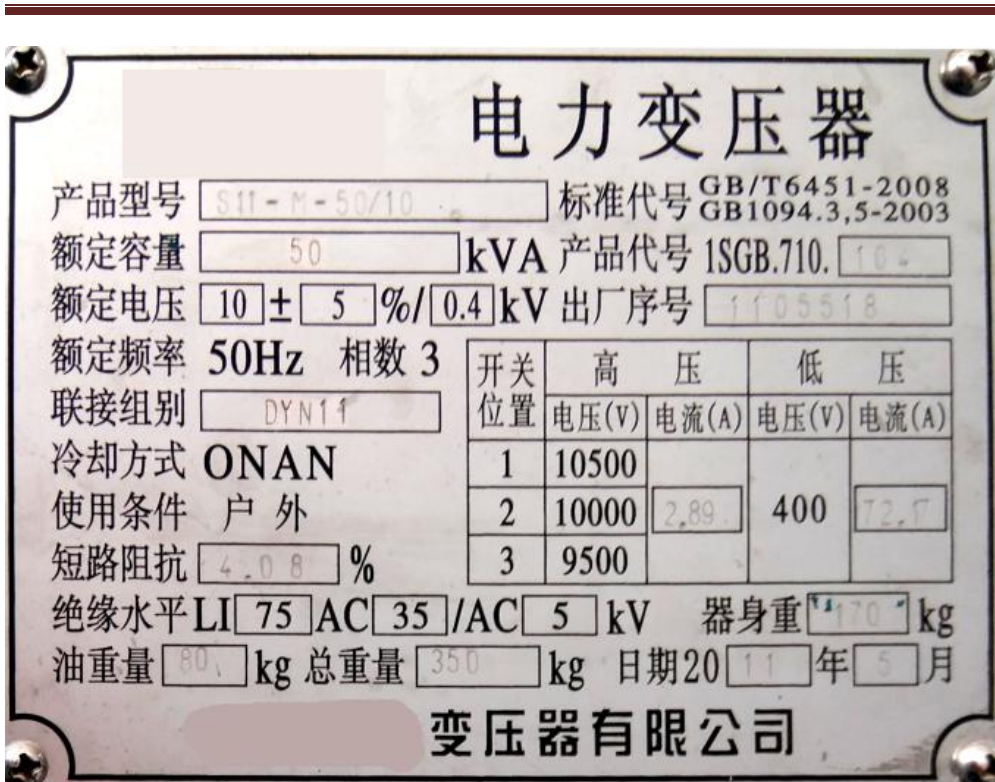 电力变压器
产品型号 S11-M-50/10 标准代号 GB/T6451-2008
GB1094.3,5-2003
额定容量 50 kVA 产品代号 1SGB.710.
额定电压 10 ± 5 %/ 0.4 kV 出厂序号 1105518
额定频率 50Hz 相数 3
联接组别 DYN11
冷却方式 ONAN
使用条件 户外
短路阻抗 4.08 %
开关位置 高压 低压
电压(V) 电流(A) 电压(V) 电流(A)
1 10500
2 10000 2.89 400
3 9500
绝缘水平 LI 75 AC 35 /AC 5 kV 器身重 170 kg
油重量 80 kg 总重量 350 kg 日期20 11 年 5 月
变压器有限公司